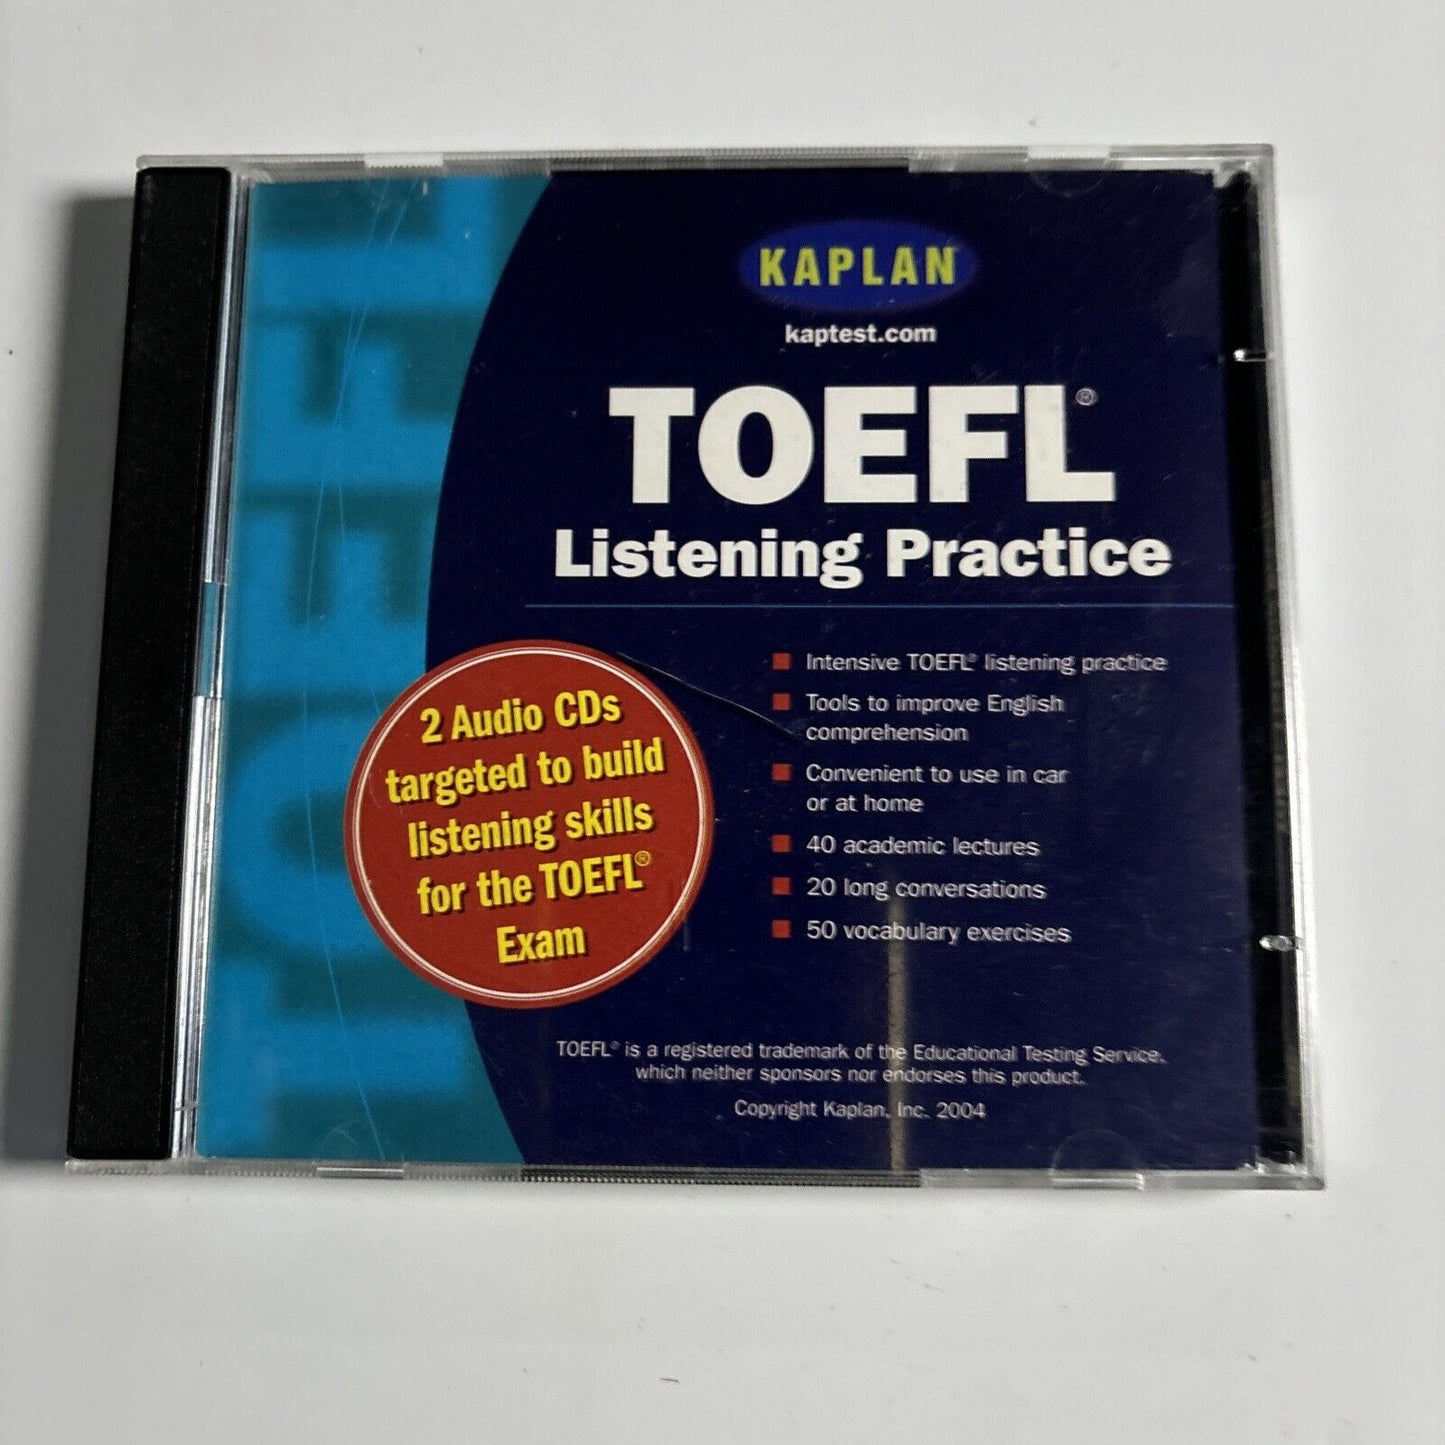 TOEFL
KAPLAN
kaptest.com
TOEFL®
Listening Practice
2 Audio CDs
targeted to build
listening skills
for the TOEFL®
Exam
Intensive TOEFL® listening practice
Tools to improve English
comprehension
Convenient to use in car
or at home
40 academic lectures
20 long conversations
50 vocabulary exercises
TOEFL® is a registered trademark of the Educational Testing Service,
which neither sponsors nor endorses this product.
Copyright Kaplan, Inc. 2004